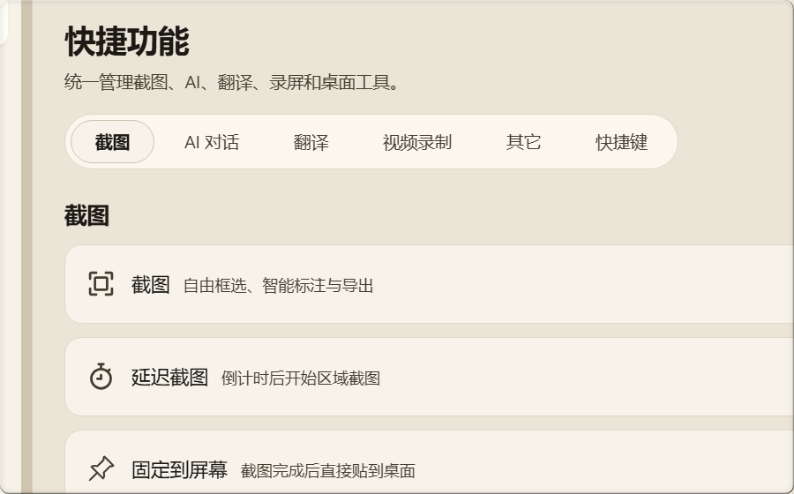 快捷功能
统一管理截图、AI、翻译、录屏和桌面工具。
截图 AI 对话 翻译 视频录制 其它 快捷键
截图
截图 自由框选、智能标注与导出
延迟截图 倒计时后开始区域截图
固定到屏幕 截图完成后直接贴到桌面